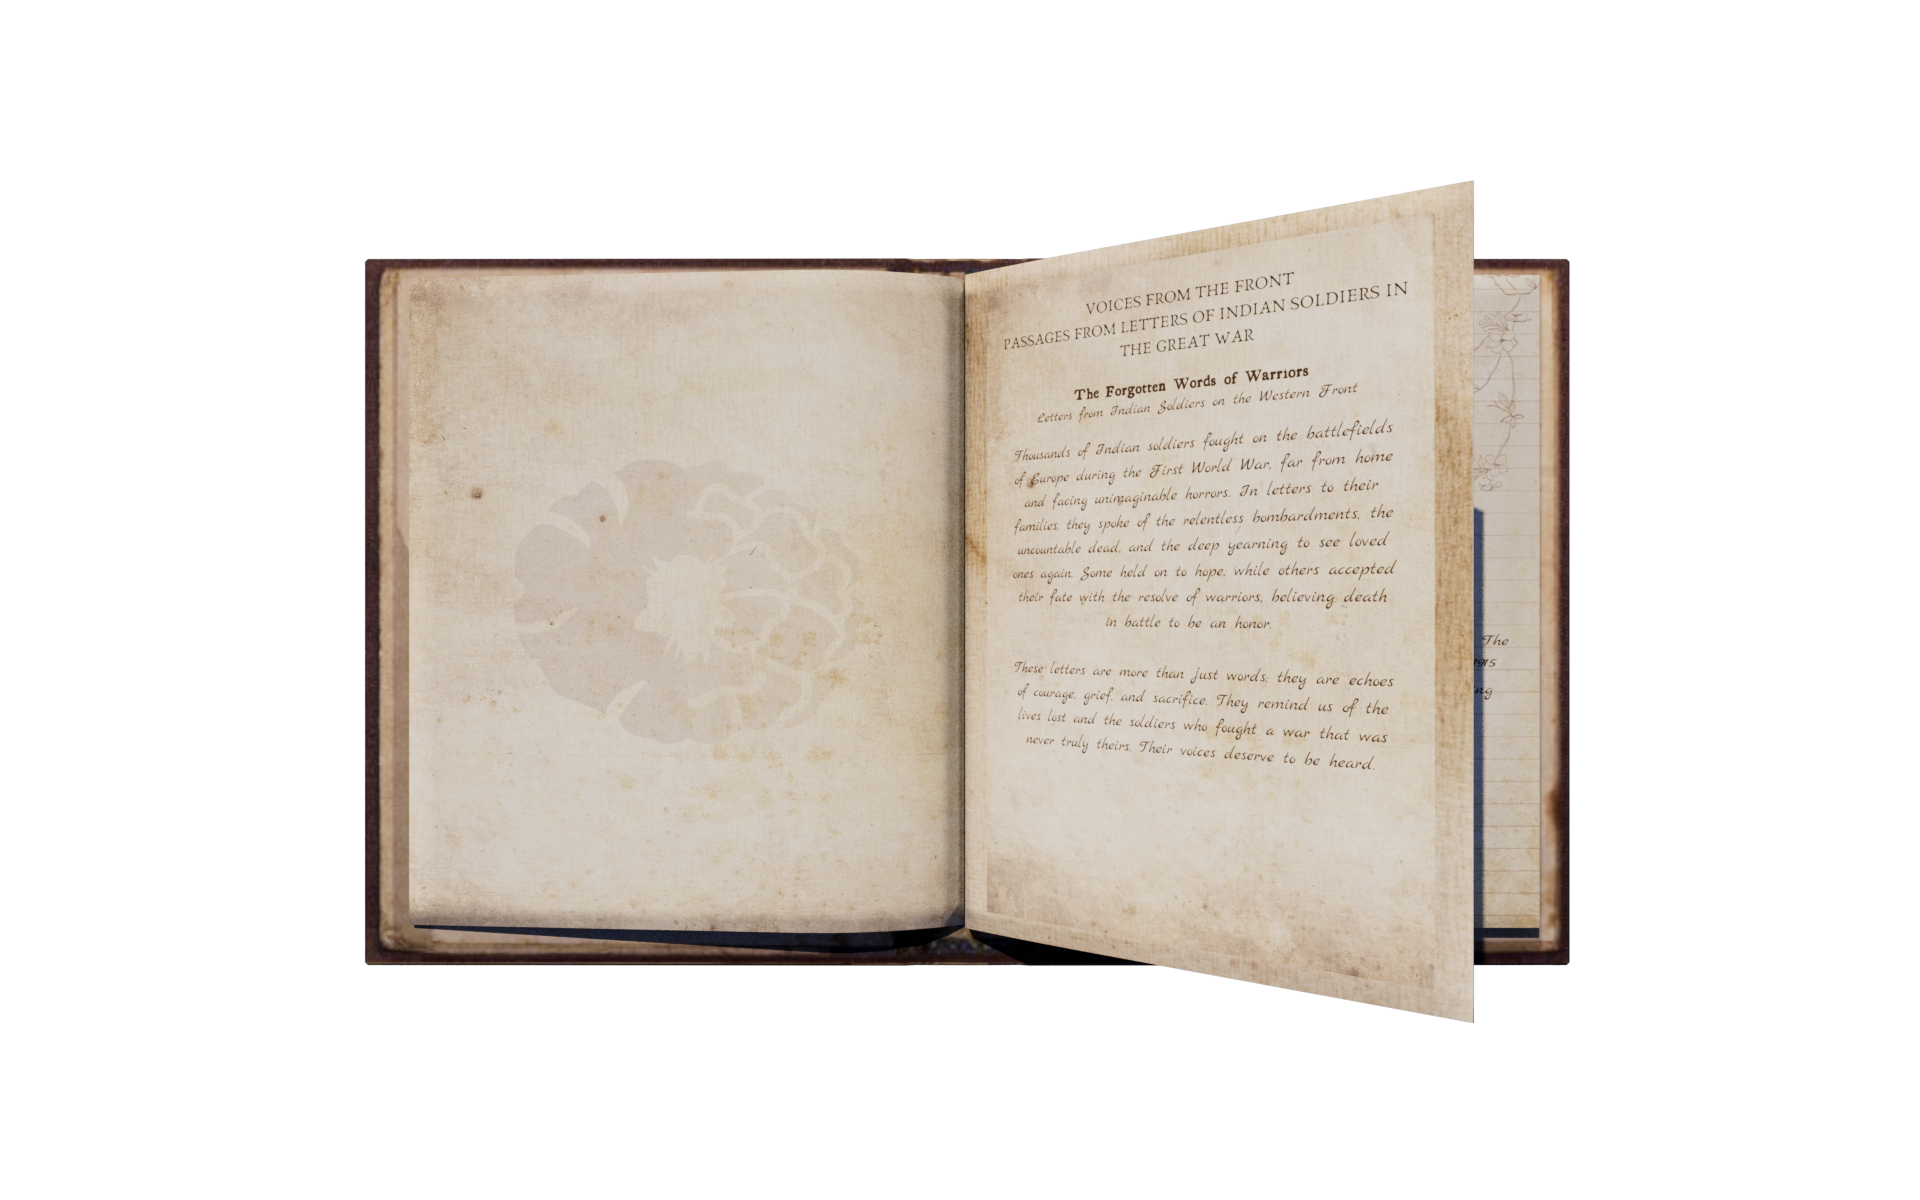 VOICES FROM THE FRONT
PASSAGES FROM LETTERS OF INDIAN SOLDIERS IN
THE GREAT WAR
The Forgotten Words of Warriors
Letters from Indian Soldiers on the Western Front
Thousands of Indian soldiers fought on the battlefields
of Europe during the First World War, far from home
and facing unimaginable horrors. In letters to their
families, they spoke of the relentless bombardments, the
uncountable dead, and the deep yearning to see loved
ones again. Some held on to hope, while others accepted
their fate with the resolve of warriors, believing death
in battle to be an honor.
These letters are more than just words; they are echoes
of courage, grief, and sacrifice. They remind us of the
lives lost and the soldiers who fought a war that was
never truly theirs. Their voices deserve to be heard.
The
1915